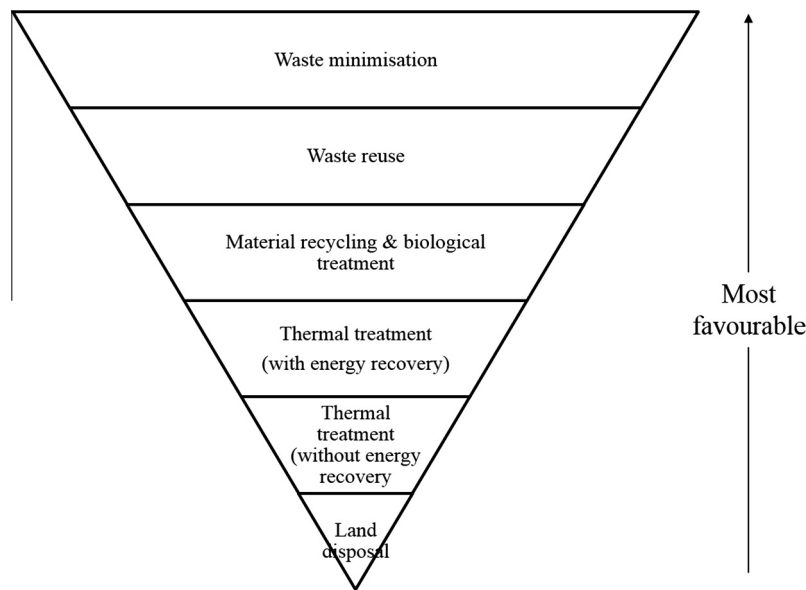 Waste minimisation
Waste reuse
Material recycling & biological
treatment
Thermal treatment
(with energy recovery)
Thermal
treatment
(without energy
recovery
Land
disposal
Most
favourable